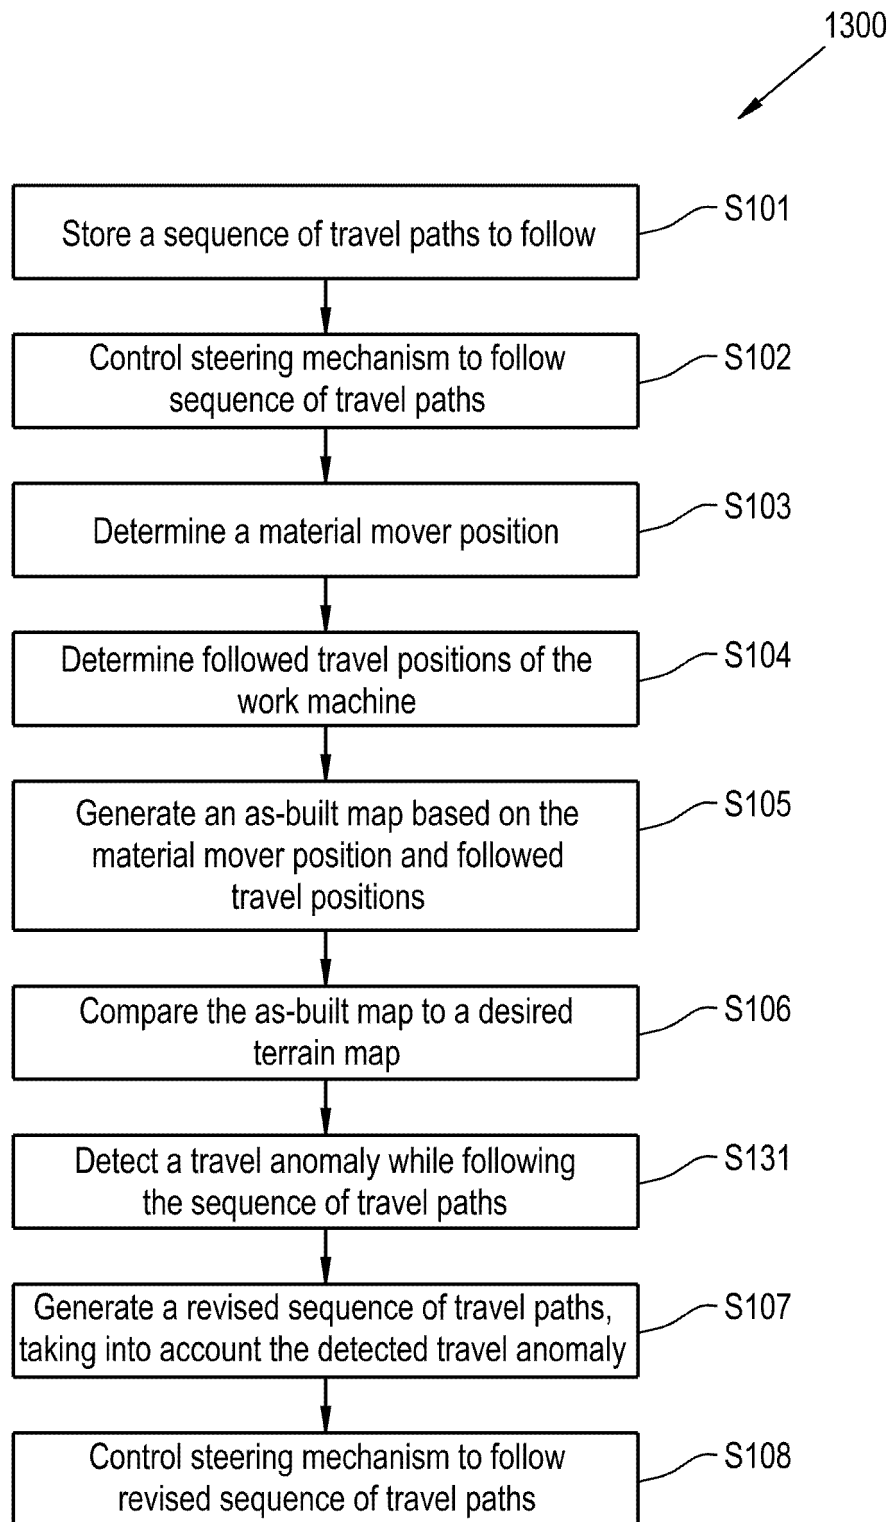 1300
Store a sequence of travel paths to follow
S101
Control steering mechanism to follow
sequence of travel paths
S102
Determine a material mover position
S103
Determine followed travel positions of the
work machine
S104
Generate an as-built map based on the
material mover position and followed
travel positions
S105
Compare the as-built map to a desired
terrain map
S106
Detect a travel anomaly while following
the sequence of travel paths
S131
Generate a revised sequence of travel paths,
taking into account the detected travel anomaly
S107
Control steering mechanism to follow
revised sequence of travel paths
S108